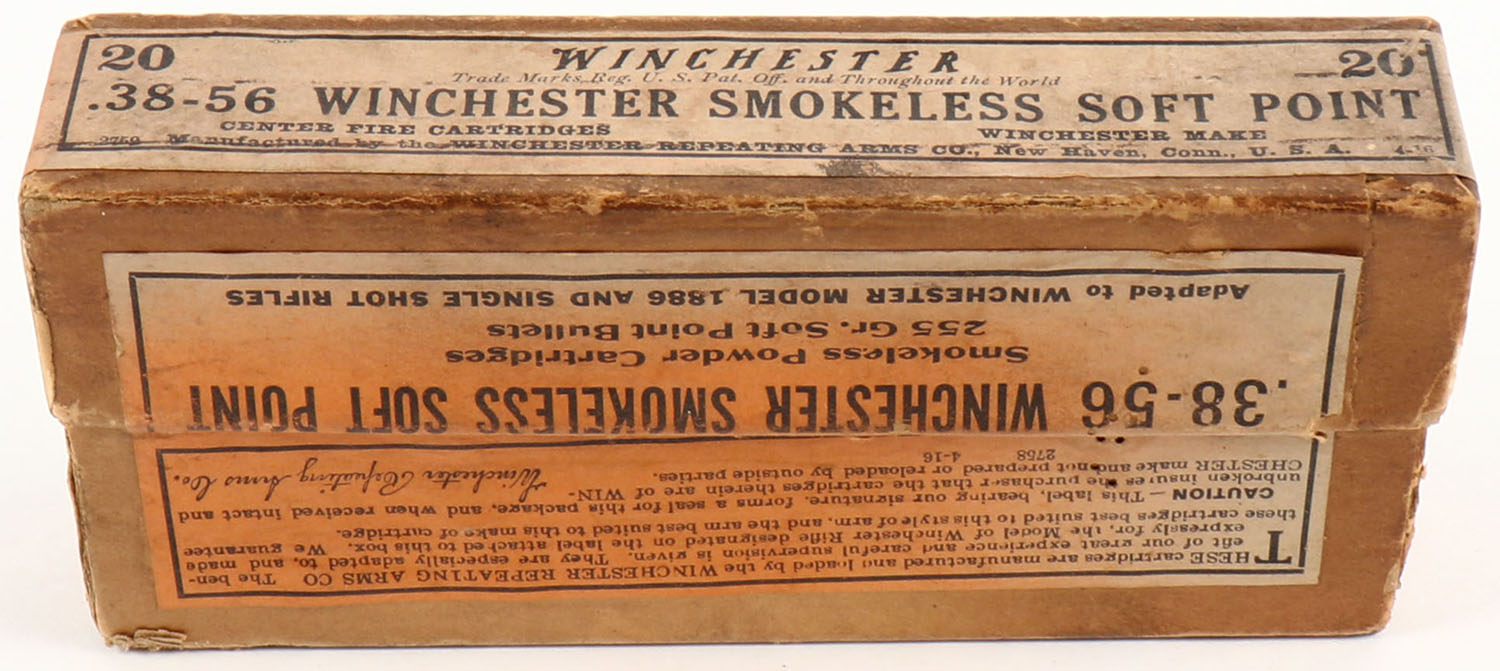 20 WINCHESTER 20
Trade Marks Reg. U. S. Pat. Off. and Throughout the World
.38-56 WINCHESTER SMOKELESS SOFT POINT
CENTER FIRE CARTRIDGES WINCHESTER MAKE
2759 Manufactured by the WINCHESTER REPEATING ARMS CO., New Haven, Conn., U. S. A. 4-16
THESE cartridges are manufactured and loaded by the WINCHESTER REPEATING ARMS CO The ben-
efit of our great experience and careful supervision is given. They are especially adapted to, and made
expressly for, the Model of Winchester Rifle designated on the label attached to this box. We guarantee
these cartridges best suited to this style of arm, and the arm best suited to this make of cartridge.
CAUTION — This label, bearing our signature, forms a seal for this package, and when received intact and
unbroken insures the purchaser that the cartridges therein are of WIN-
CHESTER make and not prepared or reloaded by outside parties.
Winchester Repeating Arms Co.
2758 4-16
.38-56 WINCHESTER SMOKELESS SOFT POINT
Smokeless Powder Cartridges
255 Gr. Soft Point Bullets
Adapted to WINCHESTER MODEL 1886 AND SINGLE SHOT RIFLES